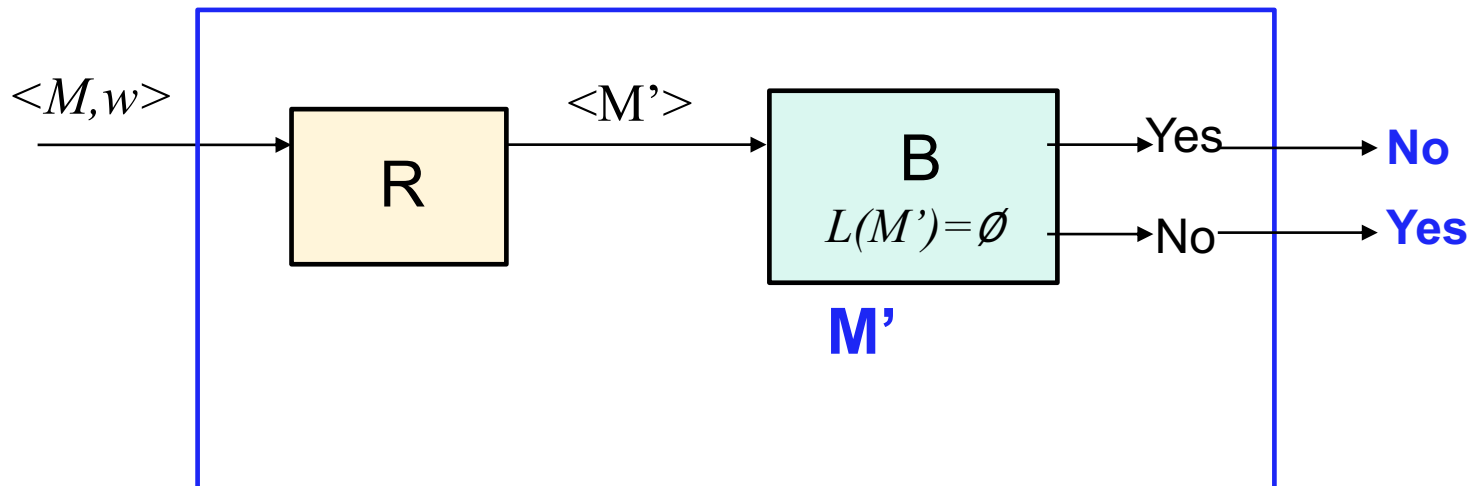 <M,w>
R
<M’>
B
L(M’)=∅
Yes
No
No
Yes
M’